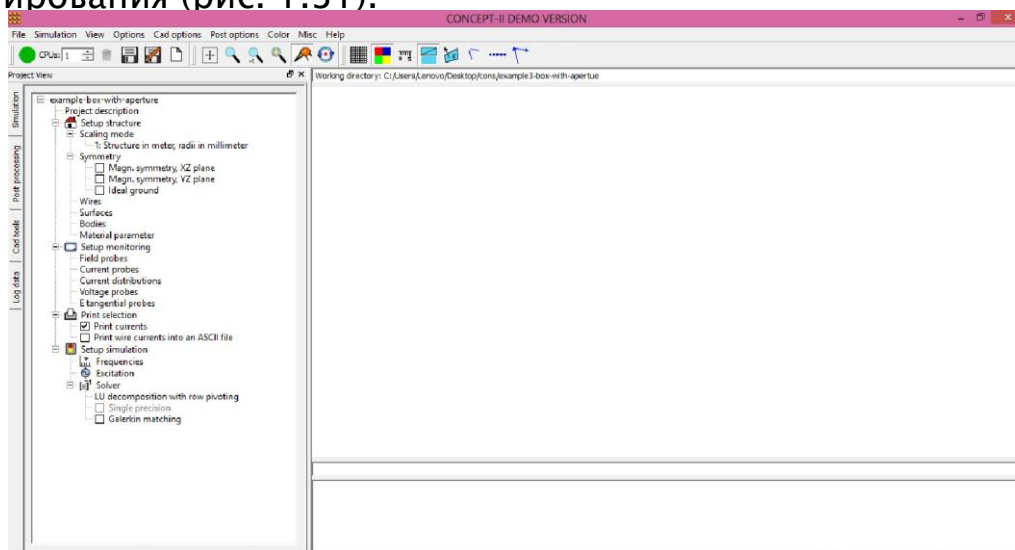 ирования (рис. 1.31).
CONCEPT-II DEMO VERSION
File Simulation View Options Cad options Post options Color Misc Help
CPUs: 1
Project View
Working directory: C:/Users/Lenovo/Desktop/cons/example3-box-with-apertue
Simulation
Post processing
Cad tools
Log data
example-box-with-aperture
Project description
Setup structure
Scaling mode
1: Structure in meter, radii in millimeter
Symmetry
Magn. symmetry, XZ plane
Magn. symmetry, YZ plane
Ideal ground
Wires
Surfaces
Bodies
Material parameter
Setup monitoring
Field probes
Current probes
Current distributions
Voltage probes
E tangential probes
Print selection
Print currents
Print wire currents into an ASCII file
Setup simulation
Frequencies
Excitation
Solver
LU decomposition with row pivoting
Single precision
Galerkin matching